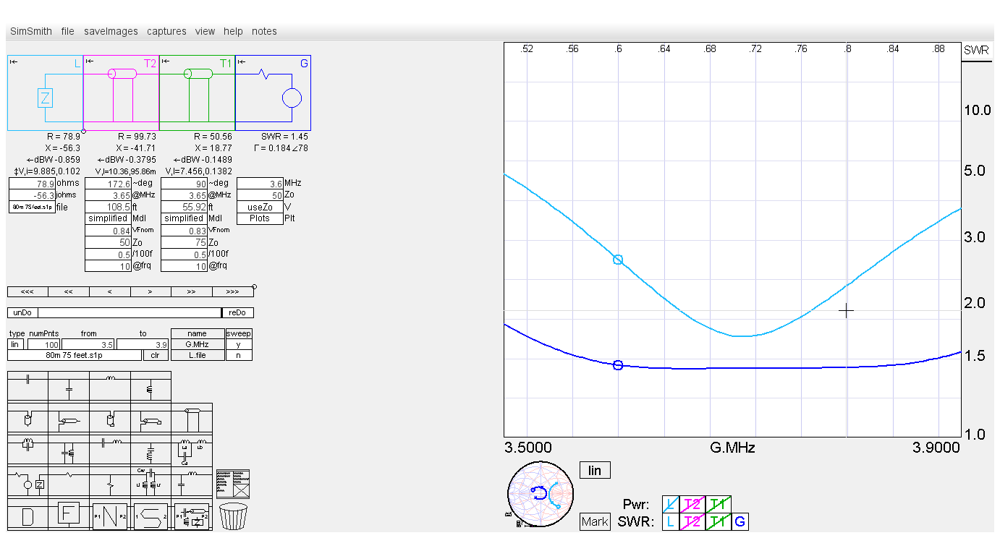 SimSmith file saveImages captures view help notes
L T2 T1 G
Z
R = 78.9 R = 99.73 R = 50.56 SWR = 1.45
X = -56.3 X = -41.71 X = 18.77 Γ = 0.184∠78
←dBW -0.859 ←dBW -0.3795 ←dBW -0.1489
‡V,i=9.885,0.102 V,I=10.36,95.86m V,I=7.456,0.1382
78.9 ohms 172.6 ~deg 90 ~deg 3.6 MHz
-56.3 johms 3.65 @MHz 3.65 @MHz 50 Zo
80m 75 feet.s1p file 108.5 ft 55.92 ft useZo V
simplified Mdl simplified Mdl Plots Plt
0.84 VFnom 0.83 VFnom
50 Zo 75 Zo
0.5 /100f 0.5 /100f
10 @frq 10 @frq
<<< << < > >> >>>
unDo reDo
type numPnts from to name sweep
lin 100 3.5 3.9 G.MHz y
80m 75 feet.s1p clr L.file n
Z
D F P1 N P2 1 S 2 P1 Z P2
.52 .56 .6 .64 .68 .72 .76 .8 .84 .88 SWR
10.0
5.0
3.0
2.0
1.5
1.0
3.5000 G.MHz 3.9000
lin
Pwr: L T2 T1
Mark SWR: L T2 T1 G